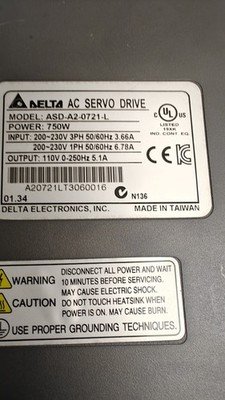 DELTA AC SERVO DRIVE
MODEL: ASD-A2-0721-L
POWER: 750W
INPUT: 200~230V 3PH 50/60Hz 3.66A
200~230V 1PH 50/60Hz 6.78A
OUTPUT: 110V 0-250Hz 5.1A
C UL US
LISTED
19XK
IND. CONT. EQ.
A20721LT3060016
01.34
N136
DELTA ELECTRONICS, INC.
MADE IN TAIWAN
WARNING
DISCONNECT ALL POWER AND WAIT
10 MINUTES BEFORE SERVICING.
MAY CAUSE ELECTRIC SHOCK.
CAUTION
DO NOT TOUCH HEATSINK WHEN
POWER IS ON. MAY CAUSE BURN.
USE PROPER GROUNDING TECHNIQUES.